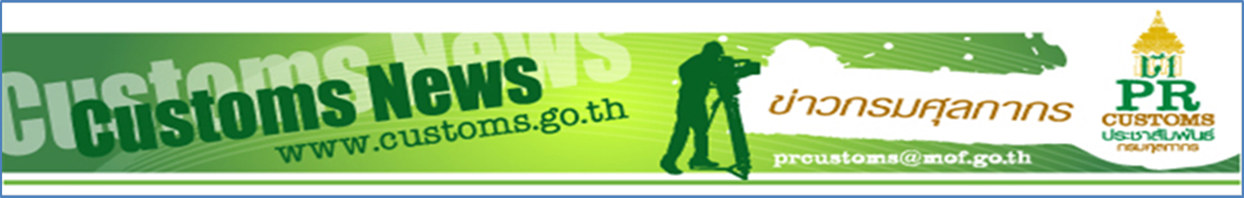 Customs News
Customs News
www.customs.go.th
ข่าวกรมศุลกากร
prcustoms@mof.go.th
PR
CUSTOMS
ประชาสัมพันธ์
กรมศุลกากร